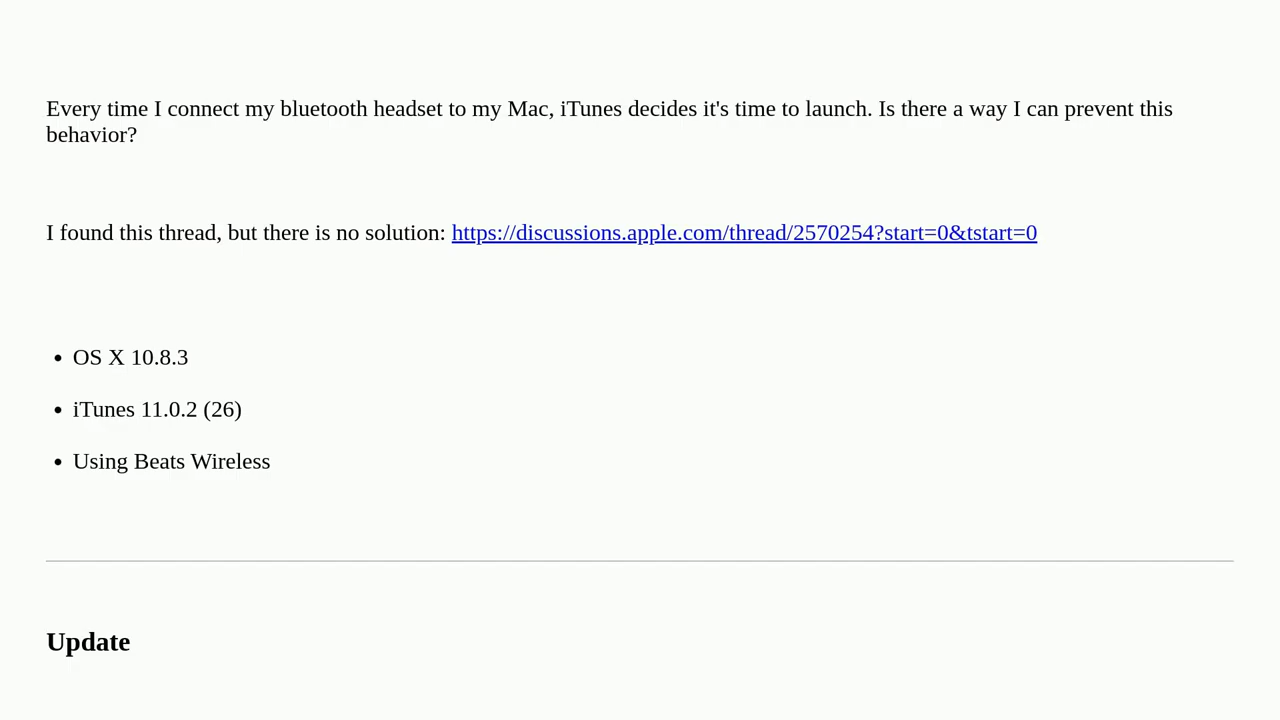 Every time I connect my bluetooth headset to my Mac, iTunes decides it's time to launch. Is there a way I can prevent this
behavior?
I found this thread, but there is no solution: https://discussions.apple.com/thread/2570254?start=0&tstart=0
• OS X 10.8.3
• iTunes 11.0.2 (26)
• Using Beats Wireless
Update